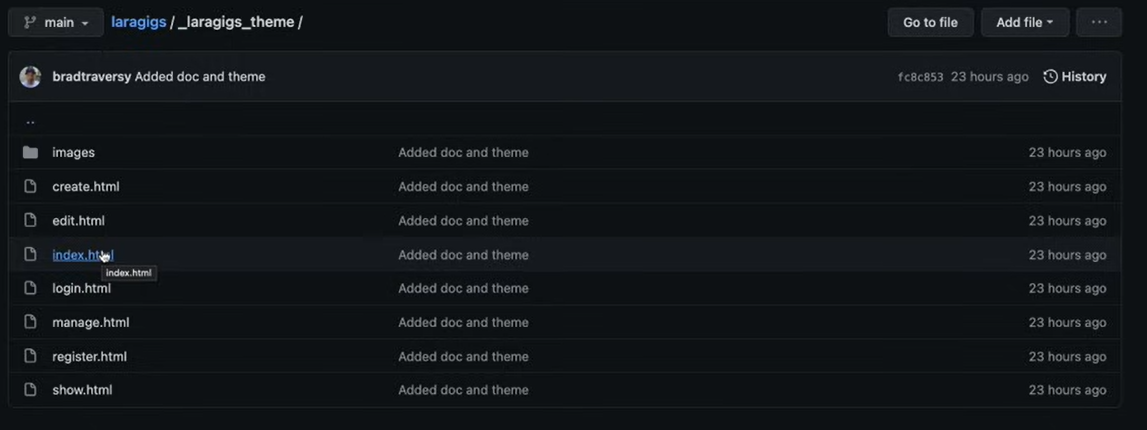 main laragigs / _laragigs_theme / Go to file Add file ...
bradtraversy Added doc and theme fc8c853 23 hours ago History
..
images Added doc and theme 23 hours ago
create.html Added doc and theme 23 hours ago
edit.html Added doc and theme 23 hours ago
index.html Added doc and theme 23 hours ago
index.html
login.html Added doc and theme 23 hours ago
manage.html Added doc and theme 23 hours ago
register.html Added doc and theme 23 hours ago
show.html Added doc and theme 23 hours ago